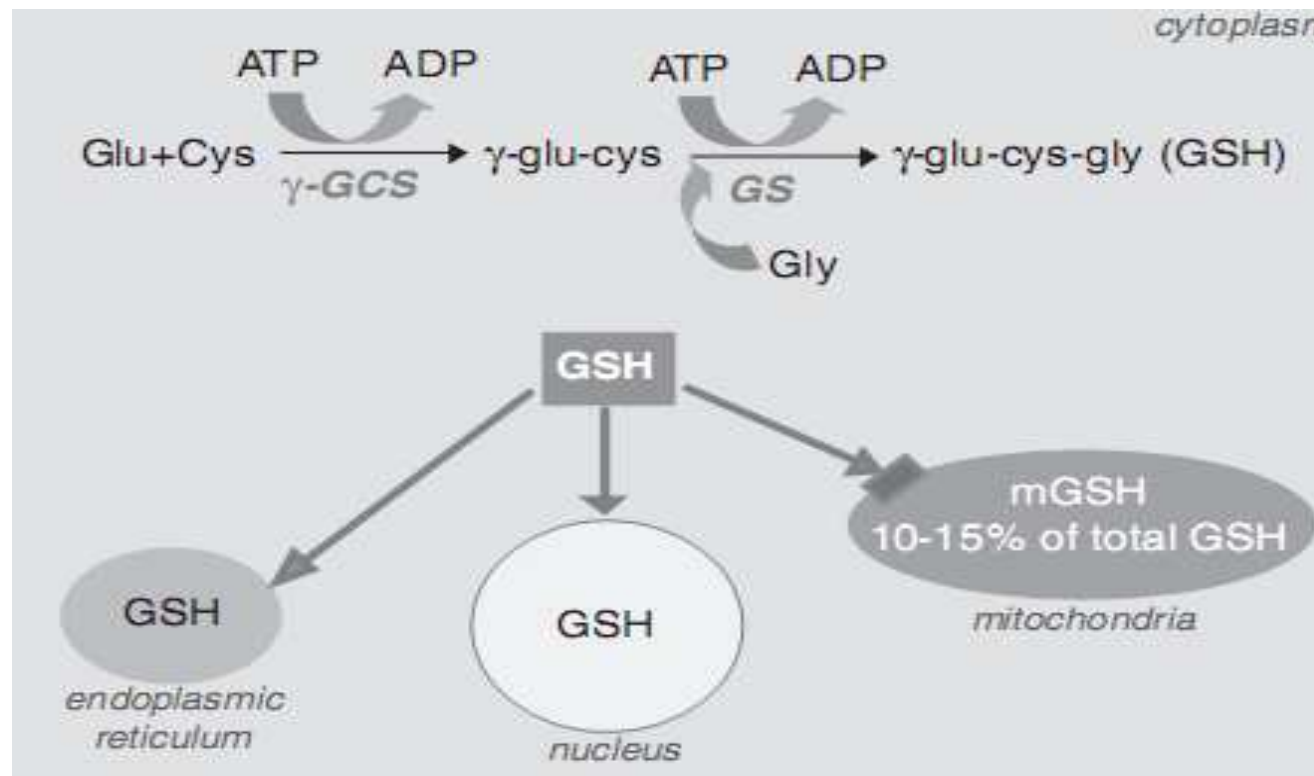 cytoplasm
ATP ADP ATP ADP
Glu+Cys γ-glu-cys γ-glu-cys-gly (GSH)
γ-GCS GS
Gly
GSH
mGSH
10-15% of total GSH
mitochondria
GSH
endoplasmic
reticulum
GSH
nucleus